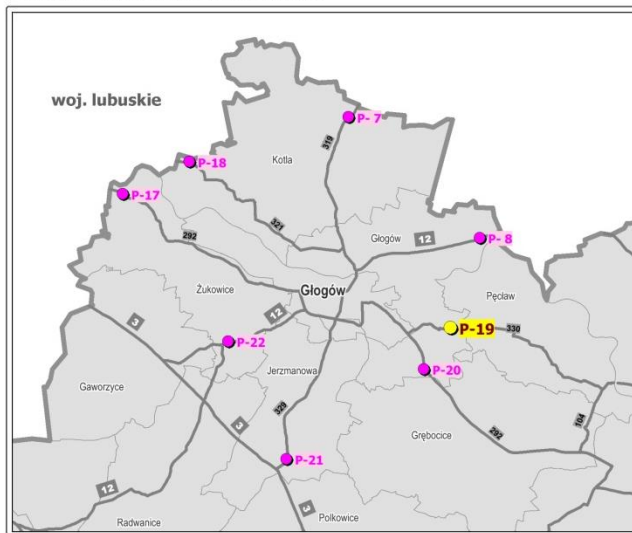 P- 7
woj. lubuskie
319
P-18
Kotla
P-17
321
292
Głogów
12
P- 8
Żukowice
Głogów
Pęcław
12
3
P-19
330
P-22
P-20
Gaworzyce
Jerzmanowa
329
3
104
Grębocice
292
P-21
12
3
Radwanice
Polkowice